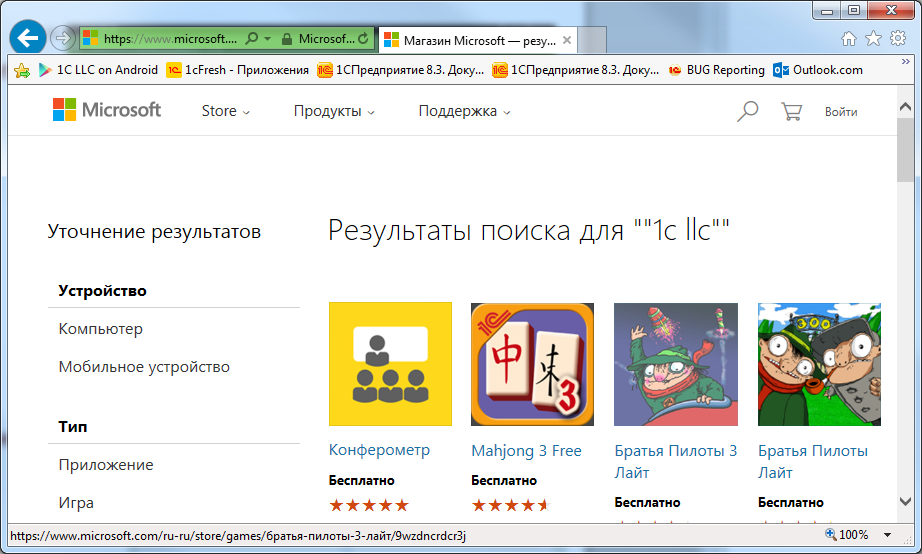 https://www.microsoft.... Microsof... Магазин Microsoft — резу...
1C LLC on Android 1cFresh - Приложения 1СПредприятие 8.3. Доку... 1СПредприятие 8.3. Доку... BUG Reporting Outlook.com
Microsoft Store Продукты Поддержка Войти
Уточнение результатов
Результаты поиска для ""1c llc""
Устройство
Компьютер
Мобильное устройство
Тип
Приложение
Игра
1С
中 東 3
ЗОО
Конферометр
Бесплатно
Mahjong 3 Free
Бесплатно
Братья Пилоты 3
Лайт
Бесплатно
Братья Пилоты
Лайт
Бесплатно
https://www.microsoft.com/ru-ru/store/games/братья-пилоты-3-лайт/9wzdncrdcr3j
100%